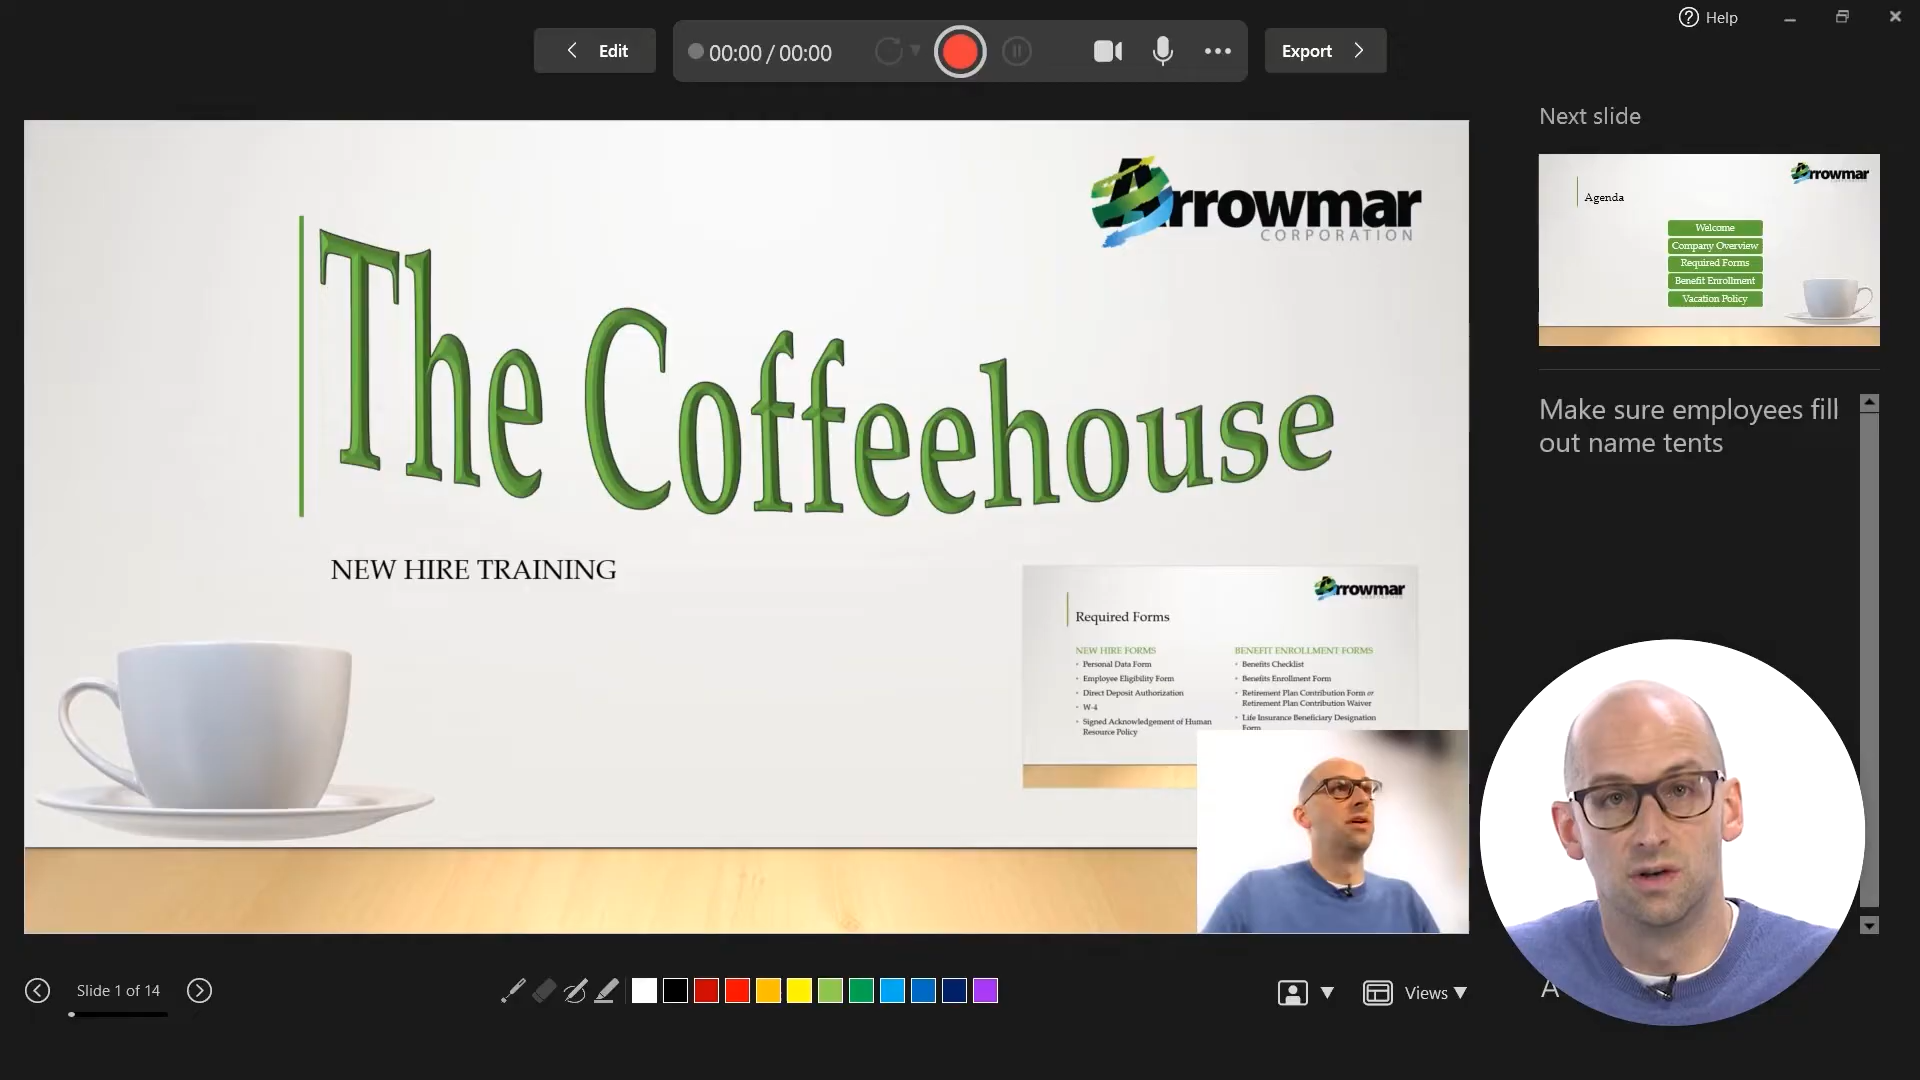 Help
Edit
00:00 / 00:00
Export
Next slide
Arrowmar
CORPORATION
The Coffeehouse
NEW HIRE TRAINING
Arrowmar
Required Forms
NEW HIRE FORMS
• Personal Data Form
• Employee Eligibility Form
• Direct Deposit Authorization
• W-4
• Signed Acknowledgement of Human
Resource Policy
BENEFIT ENROLLMENT FORMS
• Benefits Checklist
• Benefits Enrollment Form
• Retirement Plan Contribution Form or
Retirement Plan Contribution Waiver
• Life Insurance Beneficiary Designation
Form
Arrowmar
Agenda
Welcome
Company Overview
Required Forms
Benefit Enrollment
Vacation Policy
Make sure employees fill
out name tents
Slide 1 of 14
Views
A